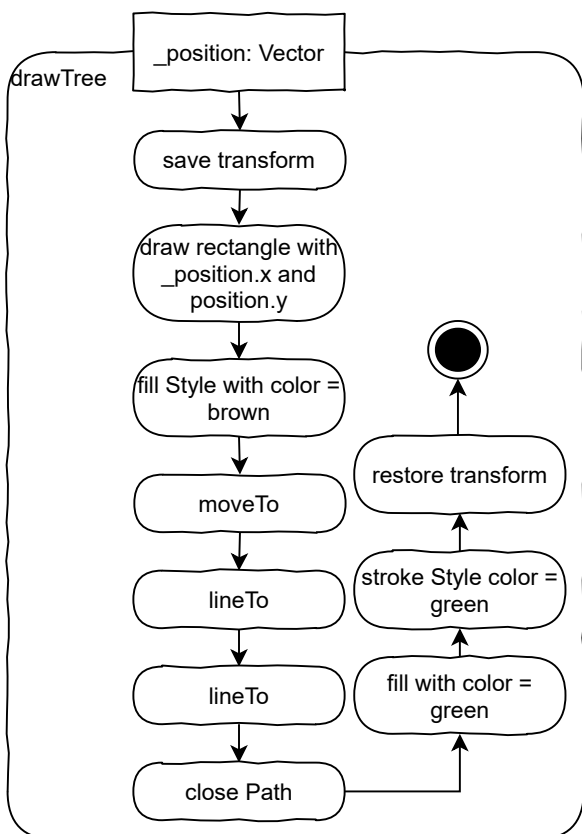 _position: Vector
drawTree
save transform
draw rectangle with
_position.x and
position.y
fill Style with color =
brown
moveTo
lineTo
lineTo
close Path
fill with color =
green
stroke Style color =
green
restore transform